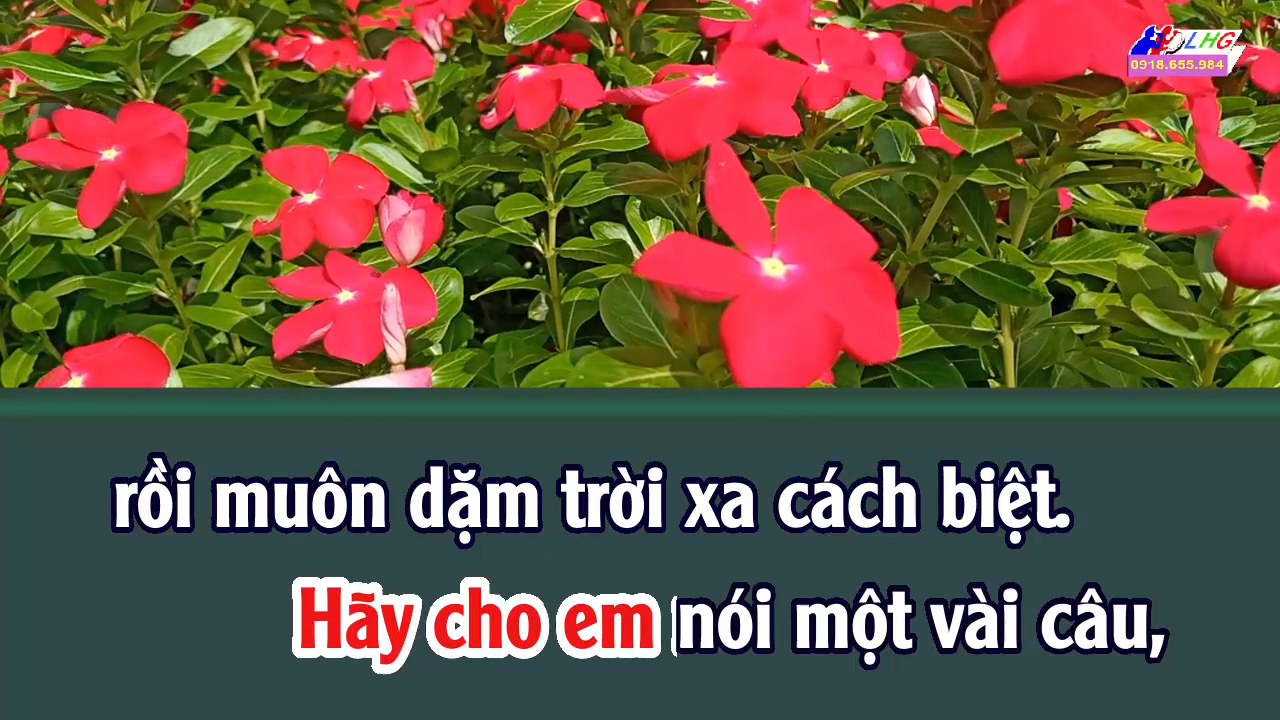 LHG
0918.655.984
rồi muôn dặm trời xa cách biệt.
Hãy cho em nói một vài câu,